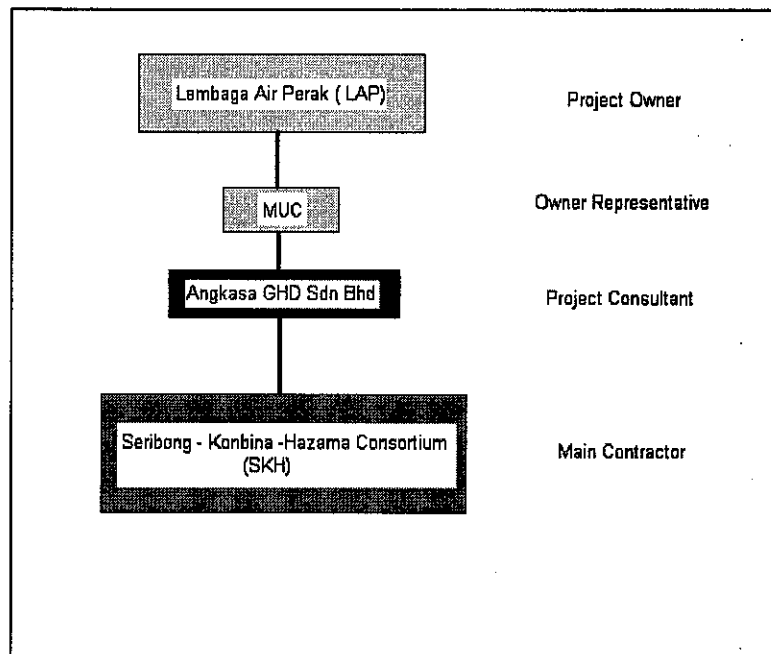 Lembaga Air Perak ( LAP)
Project Owner
MUC
Owner Representative
Angkasa GHD Sdn Bhd
Project Consultant
Seribong - Konbina -Hazama Consortium
(SKH)
Main Contractor